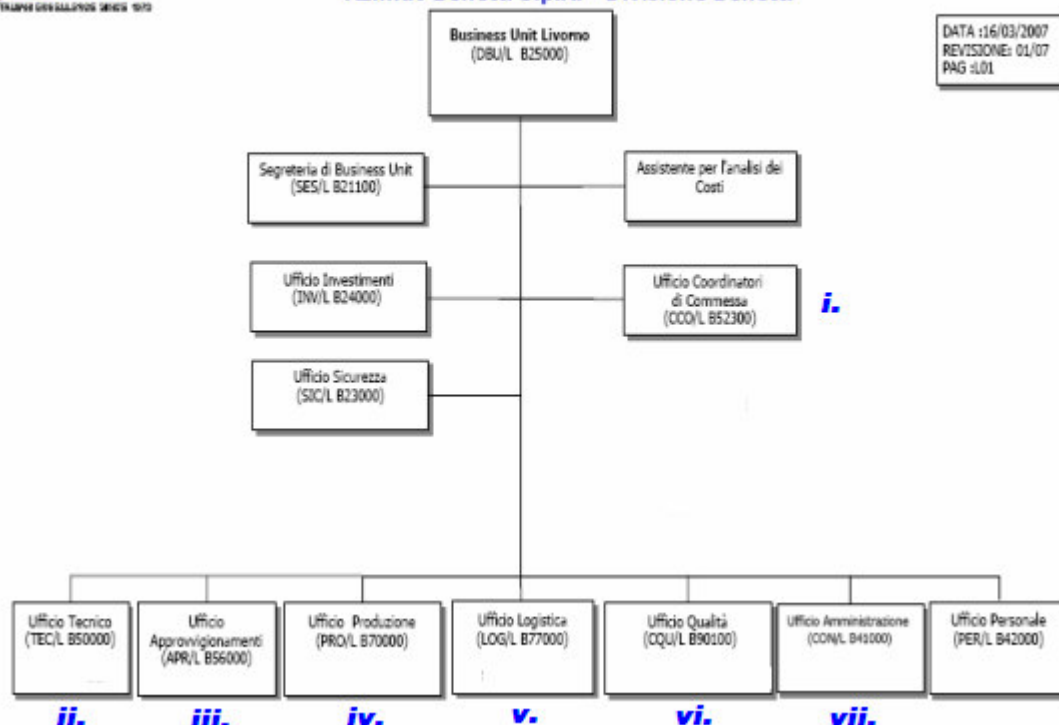 Business Unit Livorno
(DBU/L B25000)
DATA :16/03/2007
REVISIONE: 01/07
PAG :L01
Segreteria di Business Unit
(SES/L B21100)
Assistente per l'analisi dei
Costi
Ufficio Investimenti
(INV/L B24000)
Ufficio Coordinatori
di Commessa
(CCO/L B52300)
i.
Ufficio Sicurezza
(SIC/L B23000)
Ufficio Tecnico
(TEC/L B50000)
Ufficio
Approvvigionamenti
(APR/L B56000)
Ufficio Produzione
(PRO/L B70000)
Ufficio Logistica
(LOG/L B77000)
Ufficio Qualità
(CQU/L B90100)
Ufficio Amministrazione
(CON/L B41000)
Ufficio Personale
(PER/L B42000)
ii.
iii.
iv.
v.
vi.
vii.